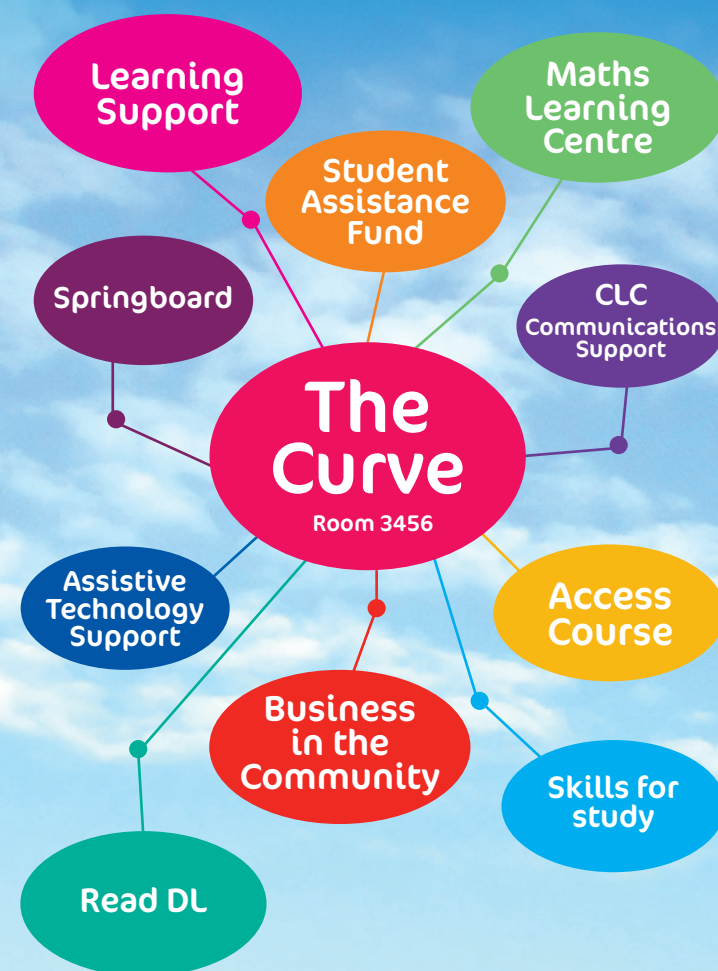 Learning
Support
Maths
Learning
Centre
Student
Assistance
Fund
Springboard
CLC
Communications
Support
The
Curve
Room 3456
Assistive
Technology
Support
Access
Course
Business
in the
Community
Skills for
study
Read DL